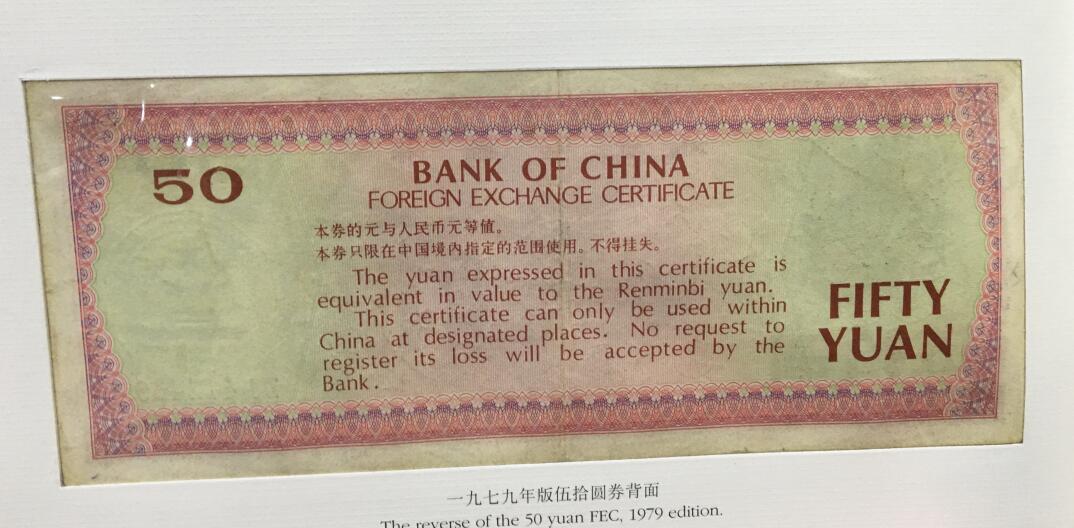 50
BANK OF CHINA
FOREIGN EXCHANGE CERTIFICATE
本券的元与人民币元等值。
本券只限在中国境内指定的范围使用。不得挂失。
The yuan expressed in this certificate is
equivalent in value to the Renminbi yuan.
This certificate can only be used within
China at designated places. No request to
register its loss will be accepted by the
Bank.
FIFTY
YUAN
一九七九年版伍拾圆券背面
The reverse of the 50 yuan FEC, 1979 edition.